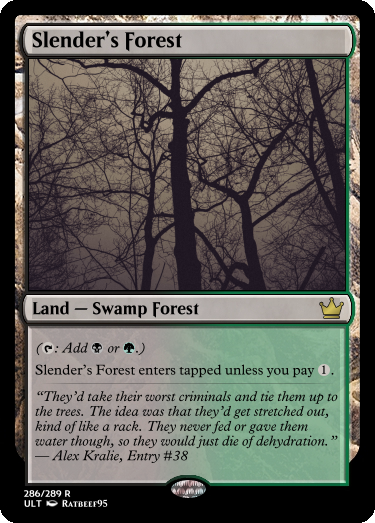 Slender's Forest
Land — Swamp Forest
(: Add or .)
Slender's Forest enters tapped unless you pay 1.
“They’d take their worst criminals and tie them up
to the trees. The idea was that they’d get stretched out,
kind of like a rack. They never fed or gave them
water though, so they would just die of dehydration.”
— Alex Kralie, Entry #38
286/289 R
ULT Ratbeef95